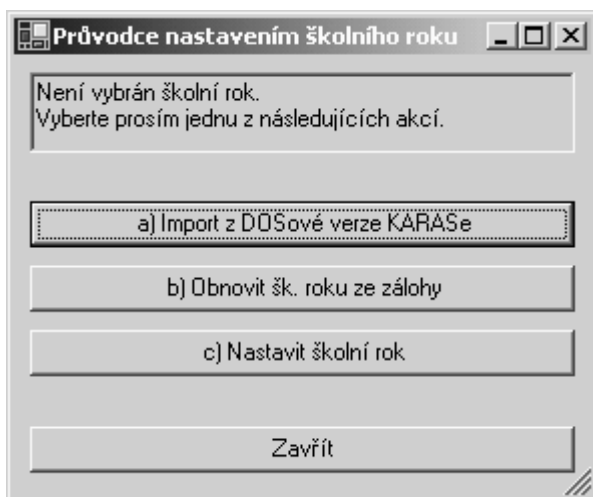 Průvodce nastavením školního roku
Není vybrán školní rok.
Vyberte prosím jednu z následujících akcí.
a) Import z DOSové verze KARASe
b) Obnovit šk. roku ze zálohy
c) Nastavit školní rok
Zavřít